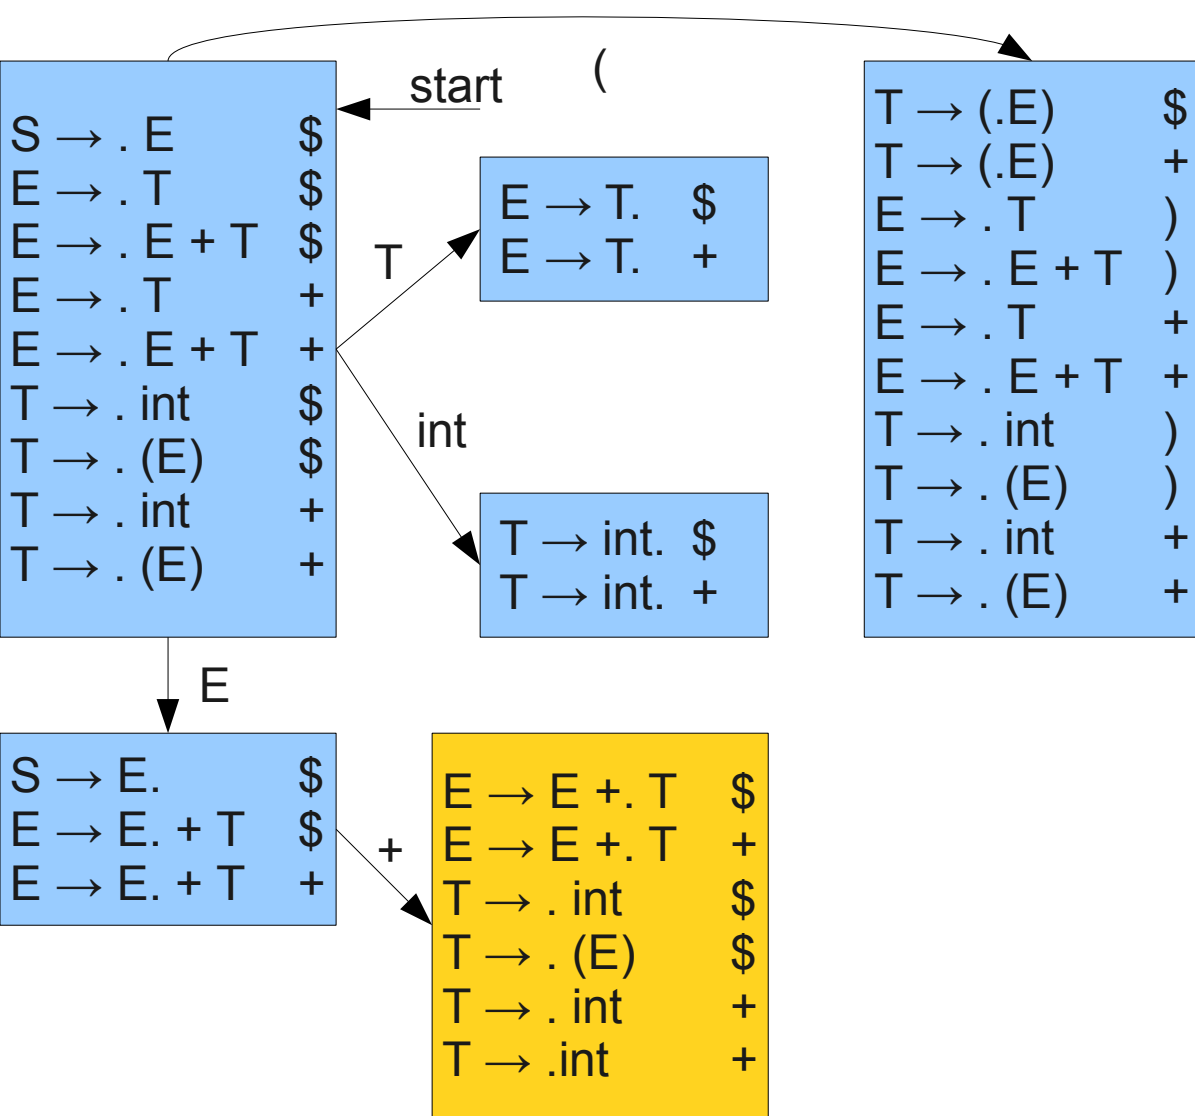 start
(
S → . E $
E → . T $
E → . E + T $
E → . T +
E → . E + T +
T → . int $
T → . (E) $
T → . int +
T → . (E) +
T
E → T. $
E → T. +
int
T → int. $
T → int. +
T → (.E) $
T → (.E) +
E → . T )
E → . E + T )
E → . T +
E → . E + T +
T → . int )
T → . (E) )
T → . int +
T → . (E) +
E
S → E. $
E → E. + T $
E → E. + T +
+
E → E +. T $
E → E +. T +
T → . int $
T → . (E) $
T → . int +
T → .int +